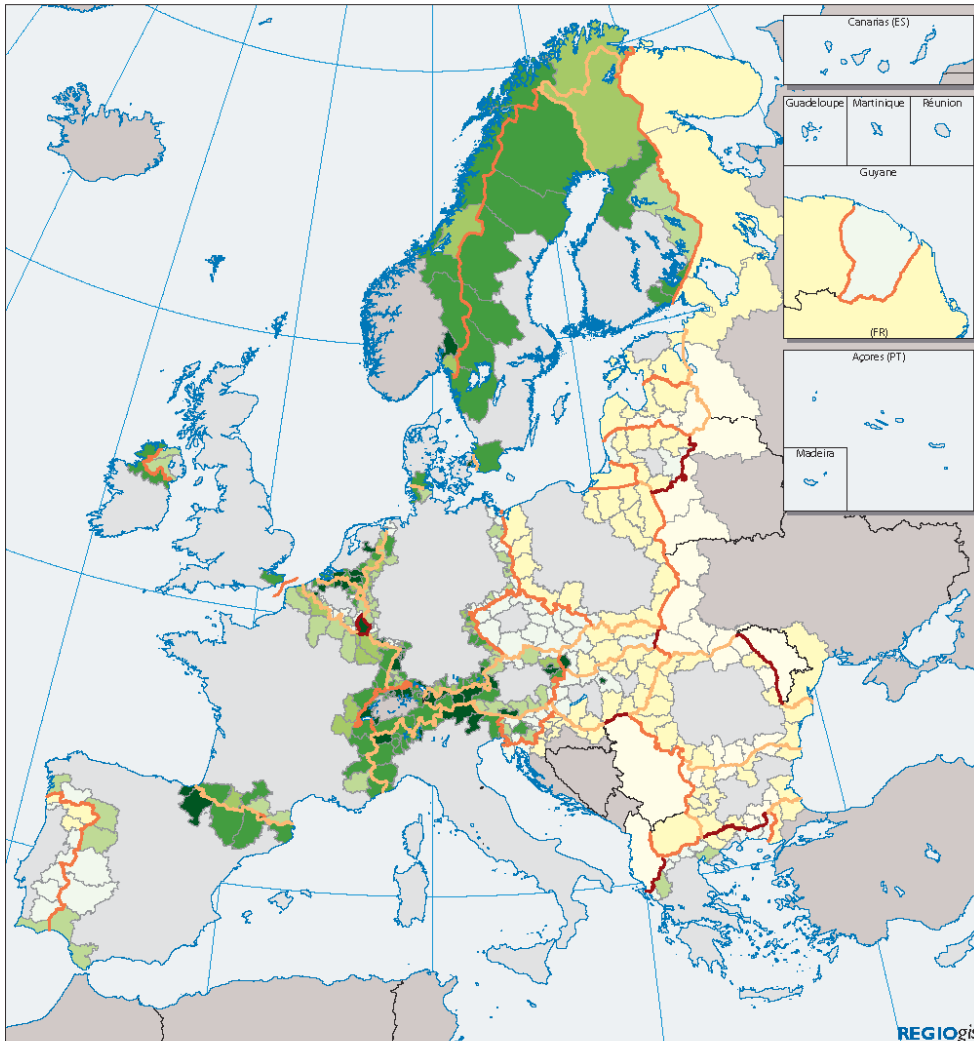 Canarias (ES)
Guadeloupe
Martinique
Réunion
Guyane
(FR)
Açores (PT)
Madeira
REGIOgis